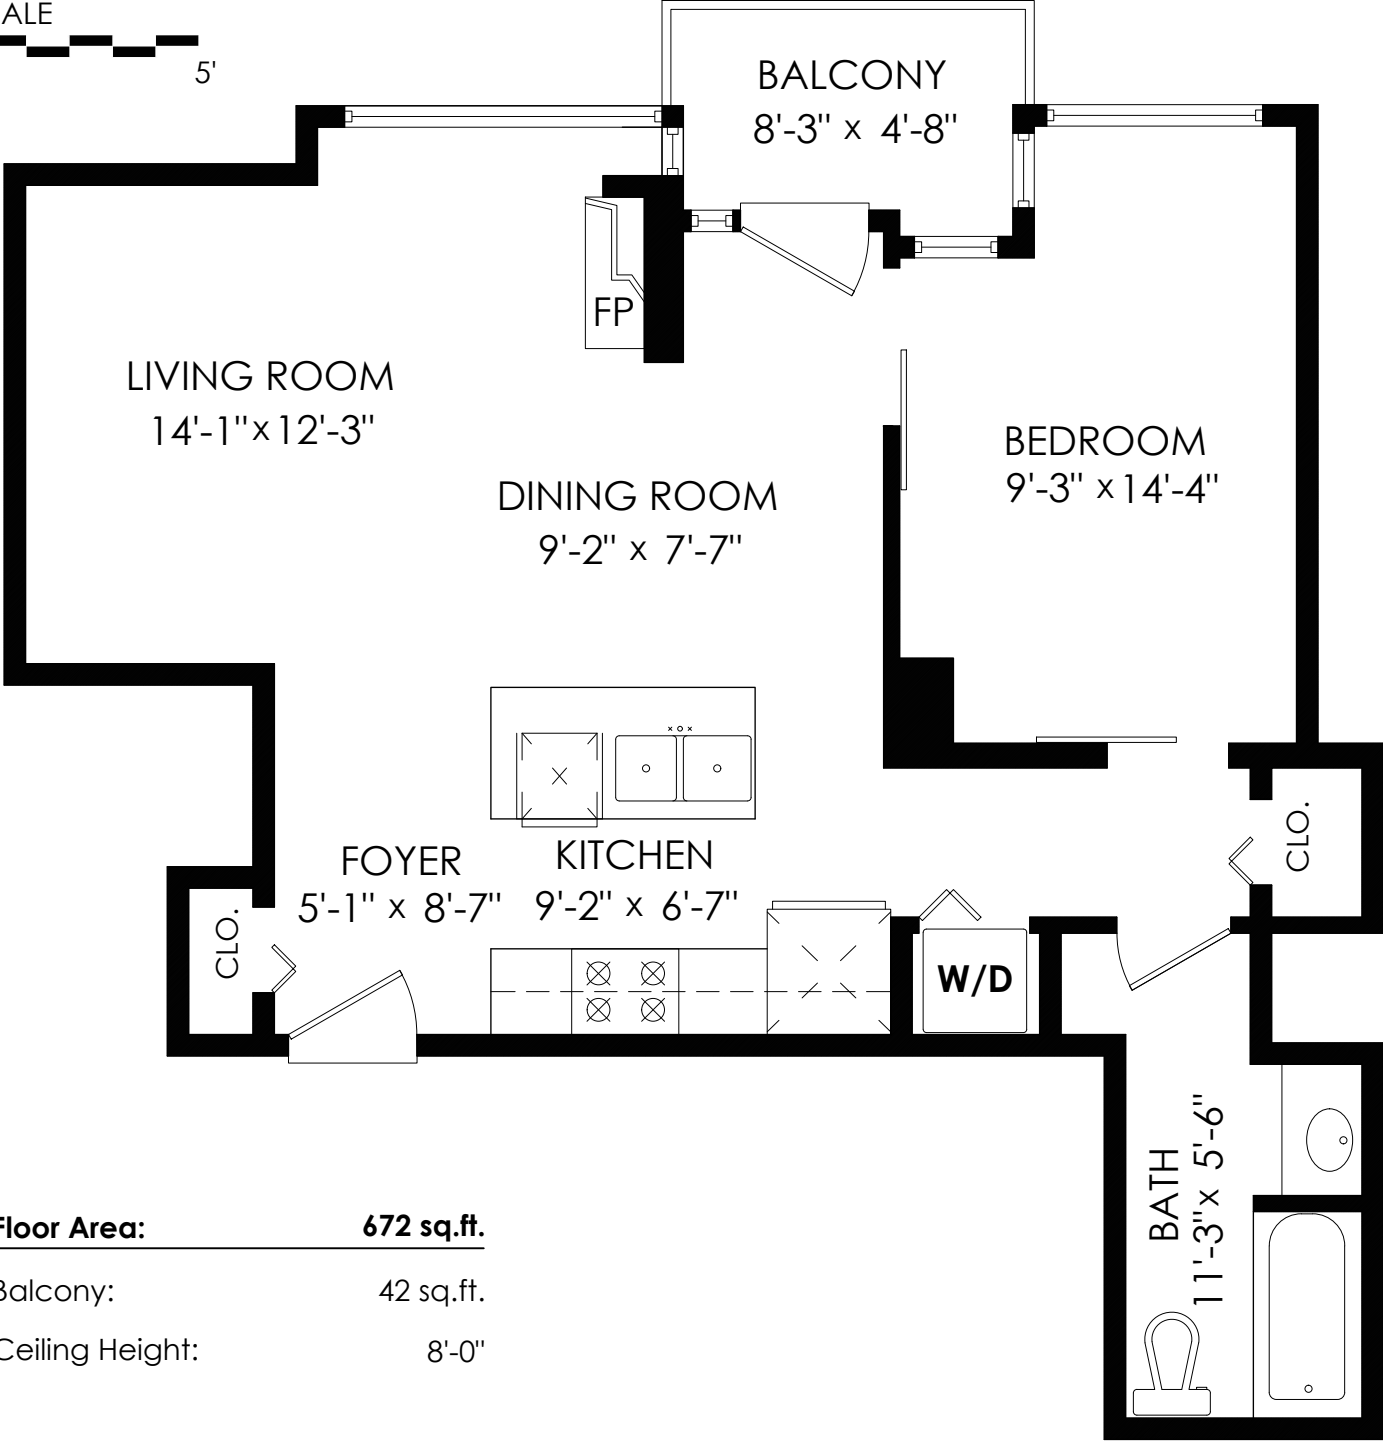 ALE
5'
BALCONY
8'-3" x 4'-8"
FP
LIVING ROOM
14'-1" x 12'-3"
BEDROOM
9'-3" x 14'-4"
DINING ROOM
9'-2" x 7'-7"
FOYER
5'-1" x 8'-7"
KITCHEN
9'-2" x 6'-7"
CLO.
CLO.
W/D
BATH
11'-3" x 5'-6"
Floor Area: 672 sq.ft.
Balcony: 42 sq.ft.
Ceiling Height: 8'-0"